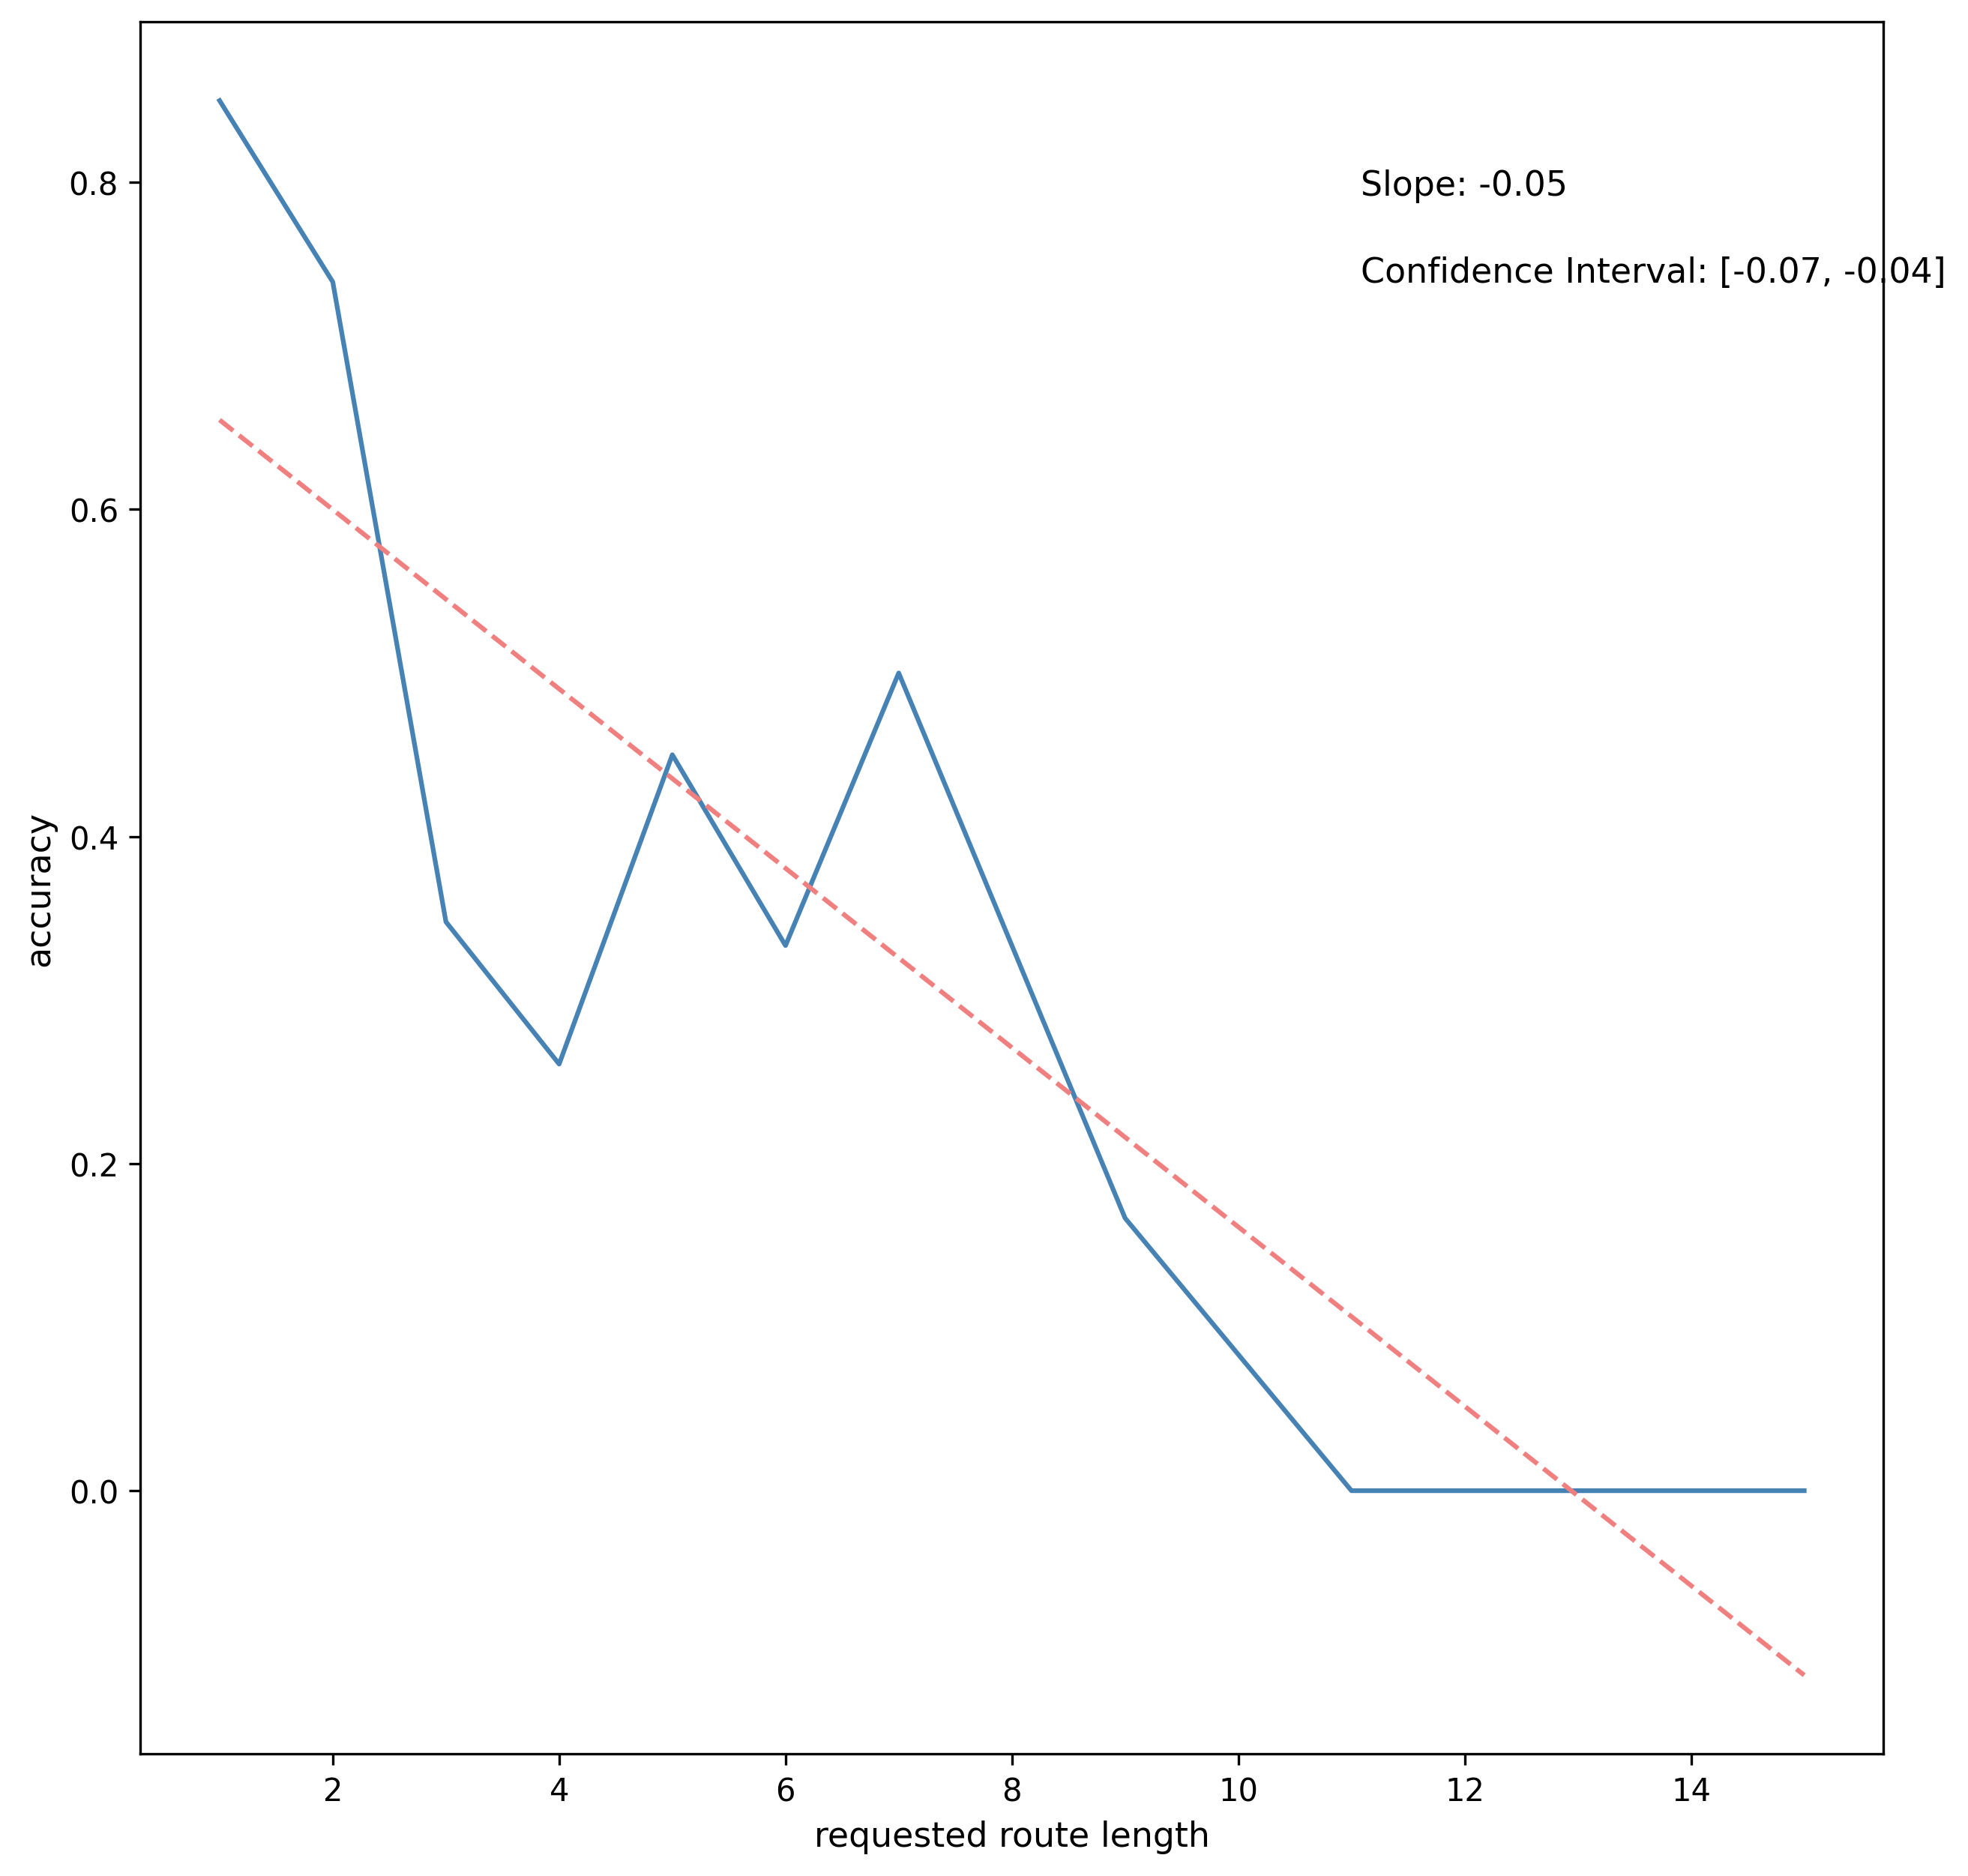 Slope: -0.05
Confidence Interval: [-0.07, -0.04]
accuracy
0.8
0.6
0.4
0.2
0.0
2 4 6 8 10 12 14
requested route length